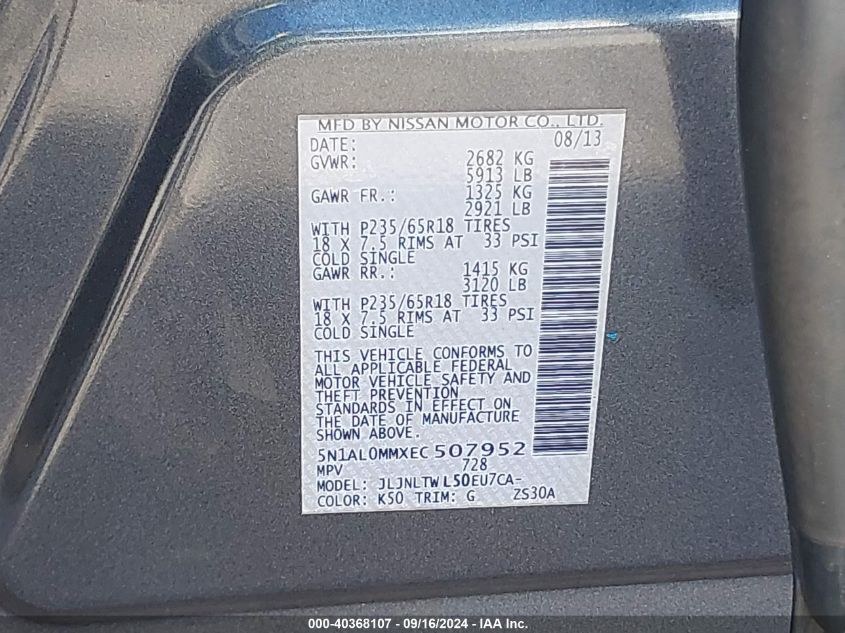 MFD BY NISSAN MOTOR CO., LTD.
DATE: 08/13
GVWR: 2682 KG
5913 LB
GAWR FR.: 1325 KG
2921 LB
WITH P235/65R18 TIRES
18 X 7.5 RIMS AT 33 PSI
COLD SINGLE
GAWR RR.: 1415 KG
3120 LB
WITH P235/65R18 TIRES
18 X 7.5 RIMS AT 33 PSI
COLD SINGLE
THIS VEHICLE CONFORMS TO
ALL APPLICABLE FEDERAL
MOTOR VEHICLE SAFETY AND
THEFT PREVENTION
STANDARDS IN EFFECT ON
THE DATE OF MANUFACTURE
SHOWN ABOVE.
5N1AL0MMXEC507952
MPV 728
MODEL: JLJNLTWL50EU7CA-
COLOR: K50 TRIM: G ZS30A
000-40368107 - 09/16/2024 - IAA Inc.